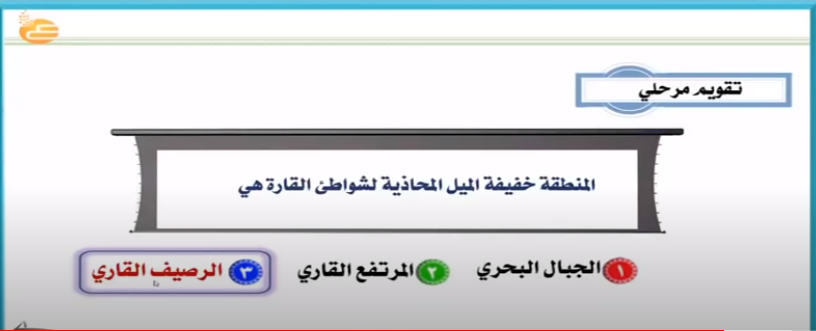 تقويم مرحلي
المنطقة خفيفة الميل المحاذية لشواطئ القارة هي
١ الجبال البحري ٢ المرتفع القاري ٣ الرصيف القاري